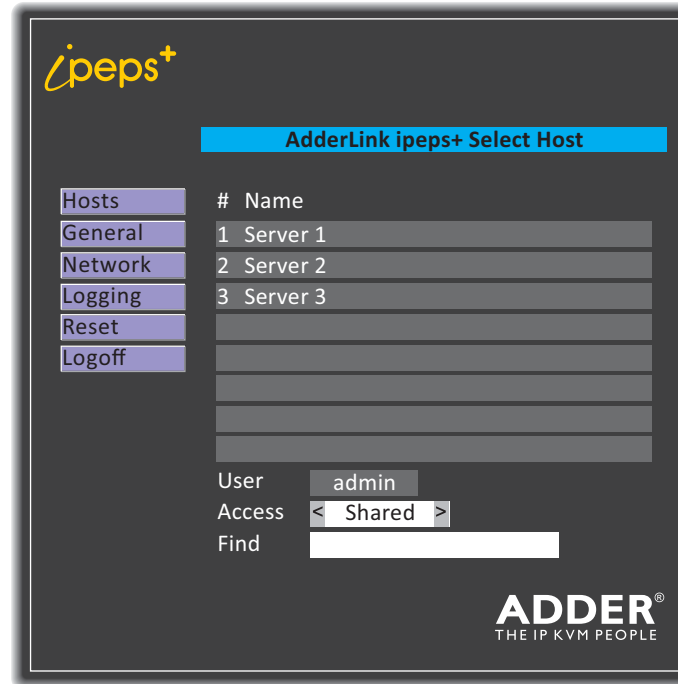 ipeps+
AdderLink ipeps+ Select Host
Hosts
General
Network
Logging
Reset
Logoff
# Name
1 Server 1
2 Server 2
3 Server 3
User admin
Access < Shared >
Find
ADDER®
THE IP KVM PEOPLE